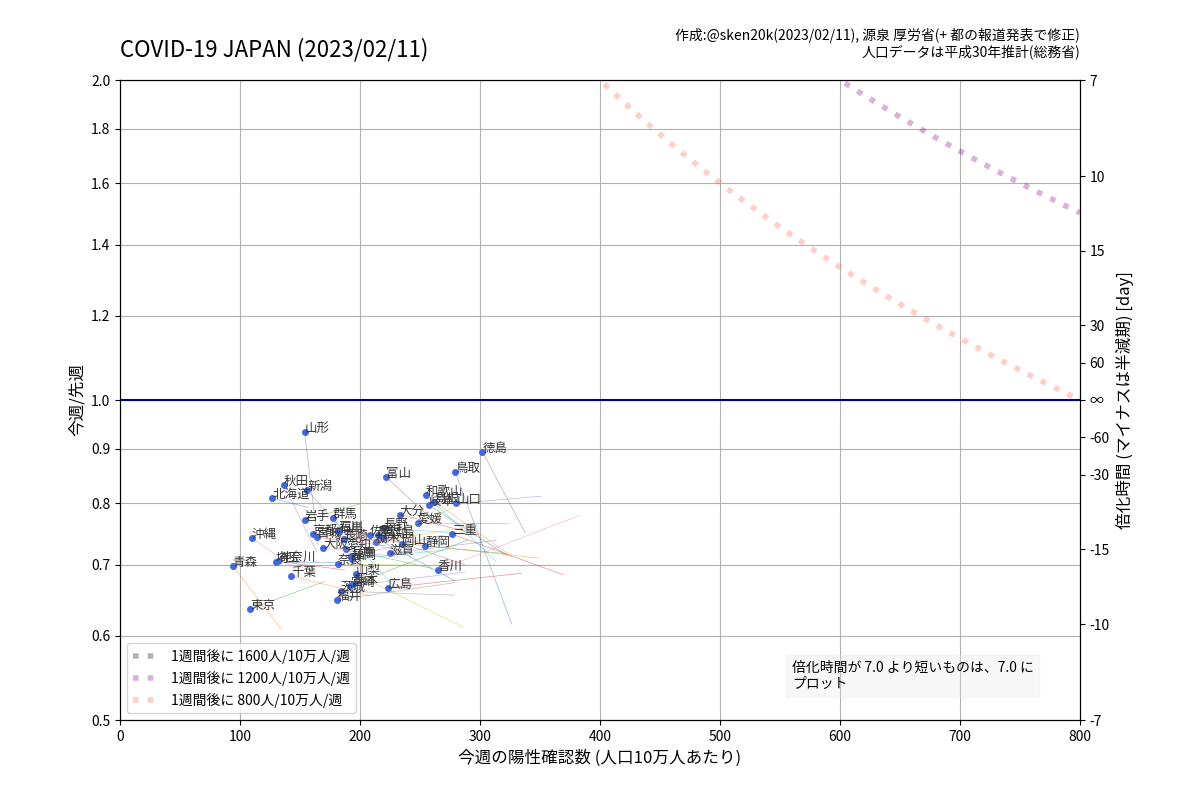 COVID-19 JAPAN (2023/02/11)
作成:@sken20k(2023/02/11), 源泉 厚労省(+ 都の報道発表で修正)
人口データは平成30年推計(総務省)
今週/先週
2.0
1.8
1.6
1.4
1.2
1.0
0.9
0.8
0.7
0.6
0.5
7
10
15
30
60
∞
-60
-30
-15
-10
-7
倍化時間 (マイナスは半減期) [day]
山形
徳島
鳥取
富山
秋田
新潟
北海道
和歌山
山口
大分
群馬
岩手
愛媛
長野
三重
沖縄
大阪
岡山
静岡
滋賀
青森
神奈川
奈良
香川
山梨
千葉
広島
茨城
福井
東京
1週間後に 1600人/10万人/週
1週間後に 1200人/10万人/週
1週間後に 800人/10万人/週
倍化時間が 7.0 より短いものは、7.0 に
プロット
0 100 200 300 400 500 600 700 800
今週の陽性確認数 (人口10万人あたり)